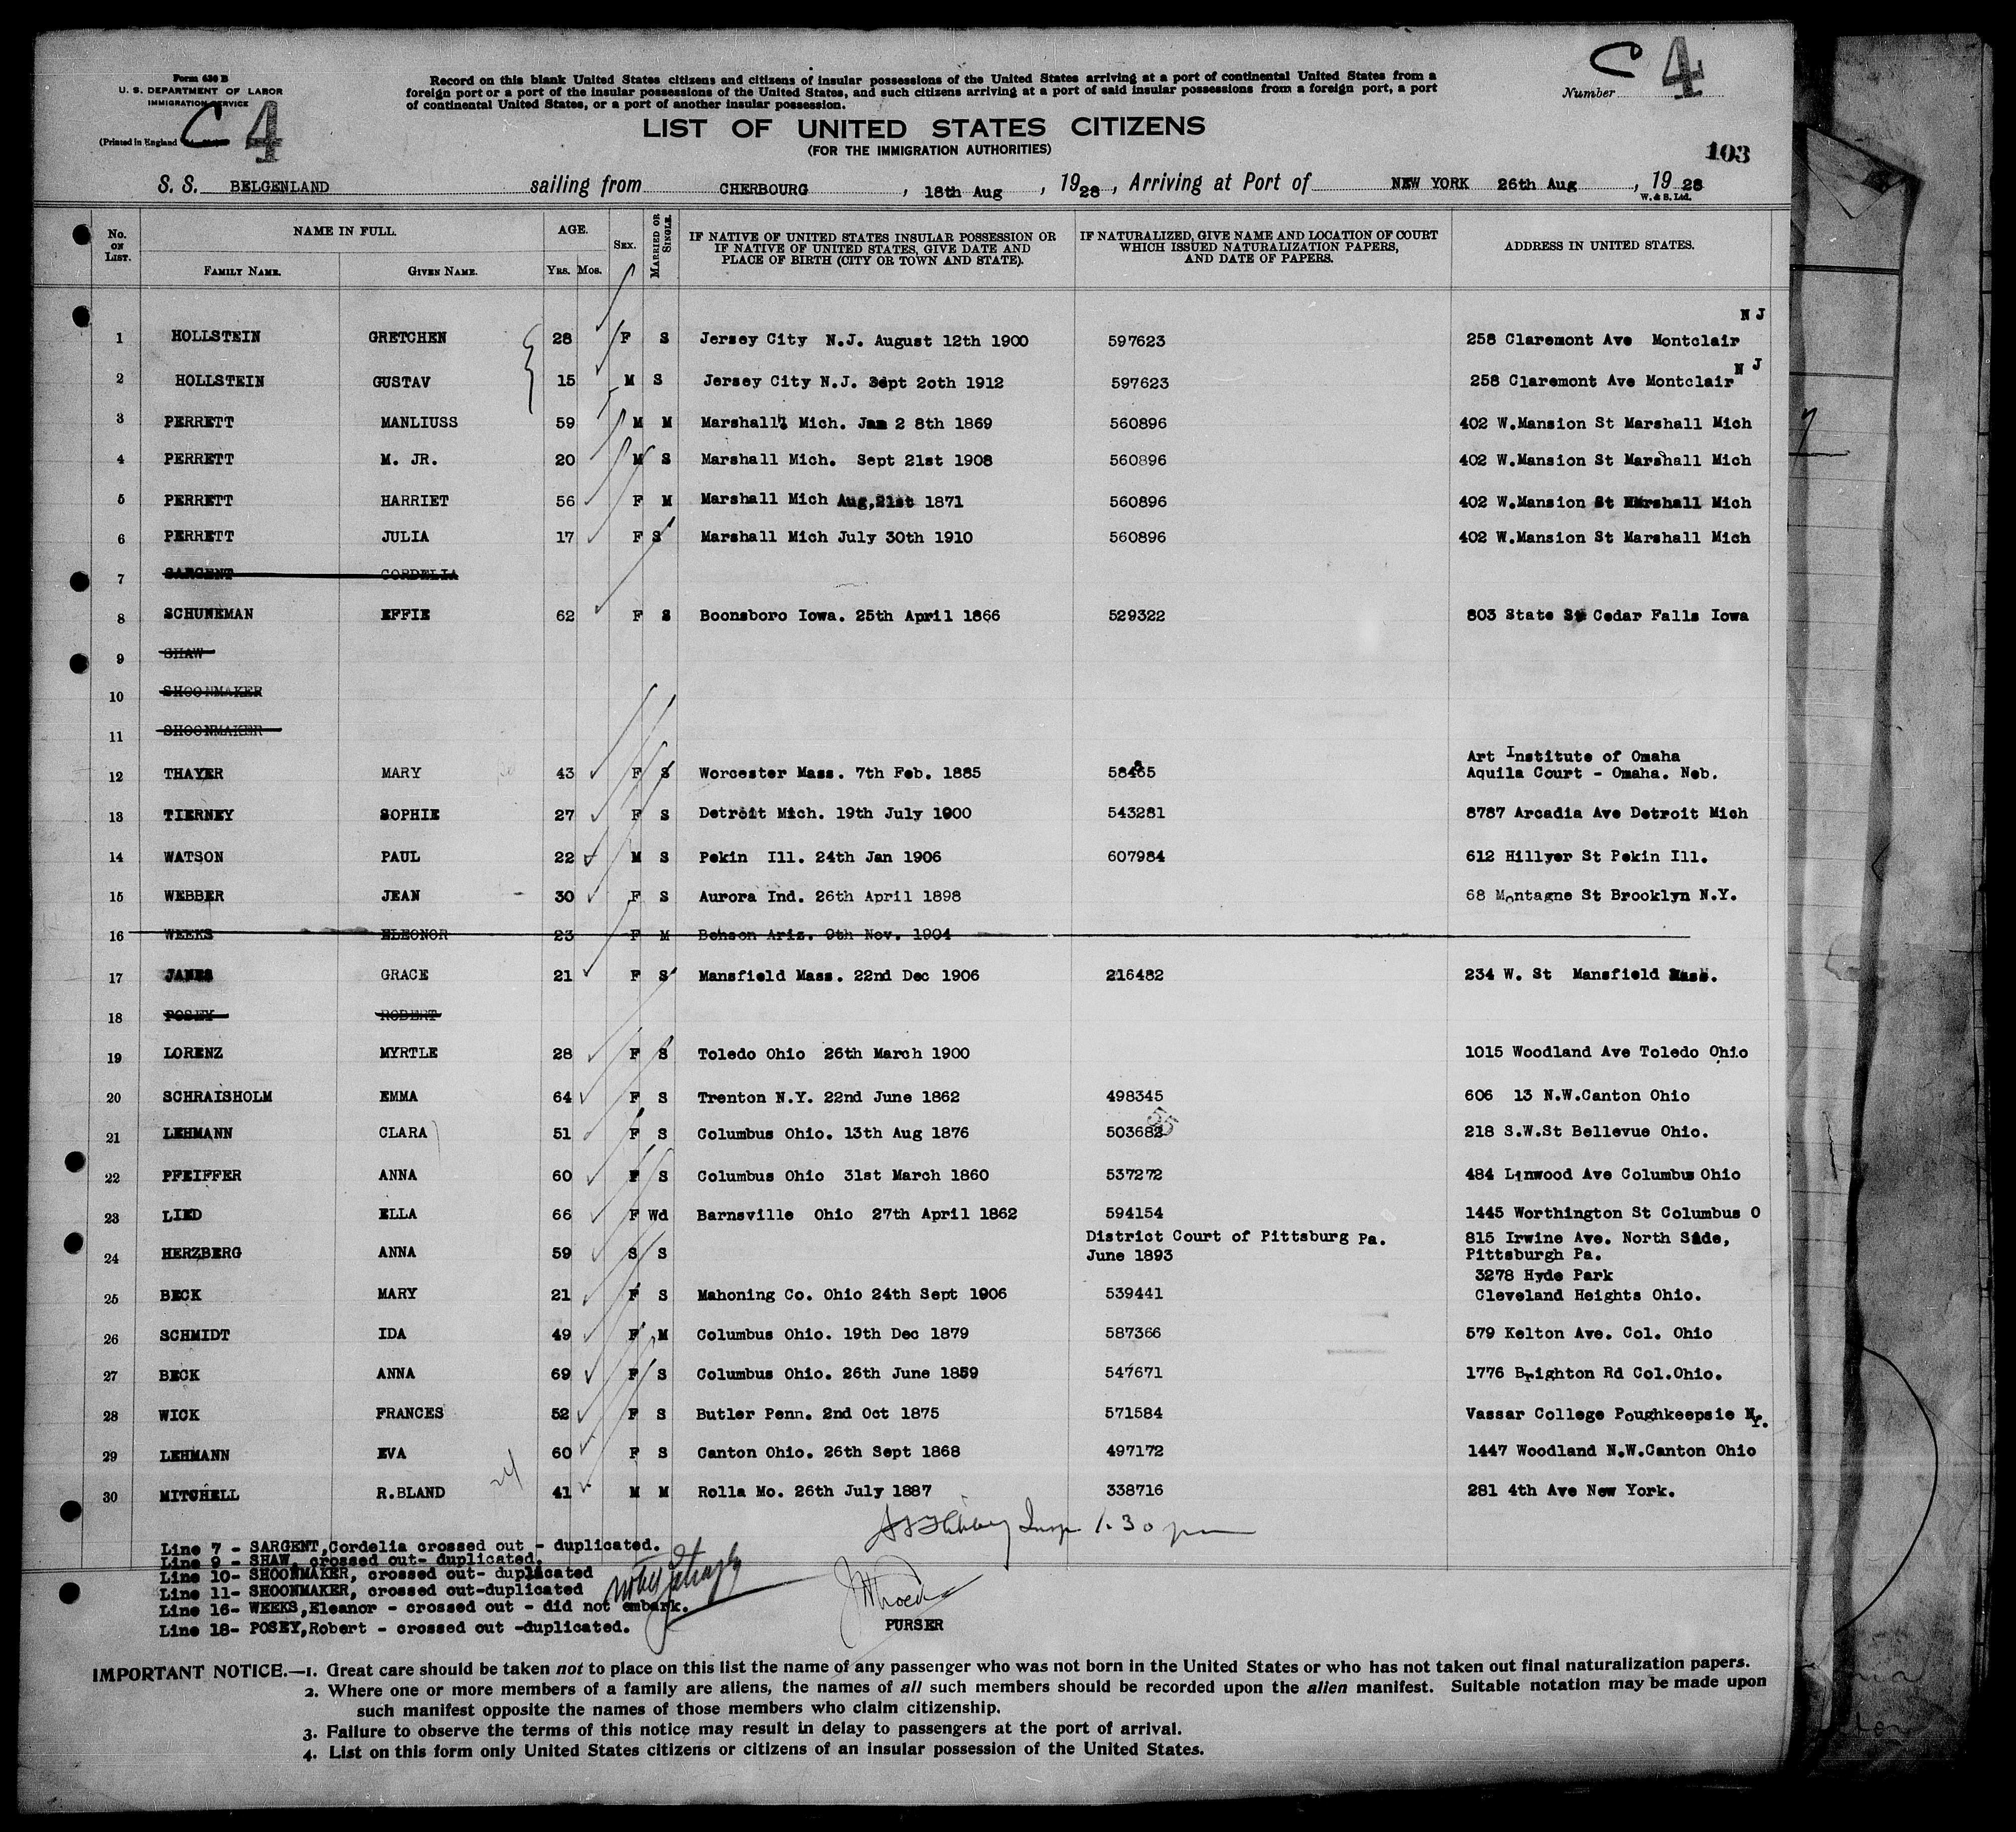 Form 630 B
U. S. DEPARTMENT OF LABOR
IMMIGRATION SERVICE
C 4
(Printed in England
Record on this blank United States citizens and citizens of insular possessions of the United States arriving at a port of continental United States from a
foreign port or a port of the insular possessions of the United States, and such citizens arriving at a port of said insular possessions from a foreign port, a port
of continental United States, or a port of another insular possession.
C 4
Number
LIST OF UNITED STATES CITIZENS
(FOR THE IMMIGRATION AUTHORITIES)
103
S. S. BELGENLAND sailing from CHERBOURG , 18th Aug , 1928 , Arriving at Port of NEW YORK 26th Aug , 1928
W. & S. Ltd.
No. ON LIST. NAME IN FULL. FAMILY NAME. GIVEN NAME. AGE. YRS. MOS. SEX. MARRIED OR SINGLE. IF NATIVE OF UNITED STATES INSULAR POSSESSION OR IF NATIVE OF UNITED STATES, GIVE DATE AND PLACE OF BIRTH (CITY OR TOWN AND STATE). IF NATURALIZED, GIVE NAME AND LOCATION OF COURT WHICH ISSUED NATURALIZATION PAPERS, AND DATE OF PAPERS. ADDRESS IN UNITED STATES.
1 HOLLSTEIN GRETCHEN 28 F S Jersey City N.J. August 12th 1900 597623 258 Claremont Ave Montclair N J
2 HOLLSTEIN GUSTAV 15 M S Jersey City N.J. Sept 20th 1912 597623 258 Claremont Ave Montclair N J
3 PERRETT MANLIUSS 59 M M Marshall Mich. Jan 2 8th 1869 560896 402 W.Mansion St Marshall Mich
4 PERRETT M. JR. 20 M S Marshall Mich. Sept 21st 1908 560896 402 W.Mansion St Marshall Mich
5 PERRETT HARRIET 56 F M Marshall Mich Aug,21st 1871 560896 402 W.Mansion St Marshall Mich
6 PERRETT JULIA 17 F S Marshall Mich July 30th 1910 560896 402 W.Mansion St Marshall Mich
7 SARGENT CORDELIA
8 SCHUNEMAN EFFIE 62 F S Boonsboro Iowa. 25th April 1866 529322 803 State St Cedar Falls Iowa
9 SHAW
10 SHOONMAKER
11 SHOONMAKER
12 THAYER MARY 43 F S Worcester Mass. 7th Feb. 1885 58465 8 Art Institute of Omaha
Aquila Court - Omaha. Neb.
13 TIERNEY SOPHIE 27 F S Detroit Mich. 19th July 1900 543281 8787 Arcadia Ave Detroit Mich
14 WATSON PAUL 22 M S Pekin Ill. 24th Jan 1906 607984 612 Hillyer St Pekin Ill.
15 WEBBER JEAN 30 F S Aurora Ind. 26th April 1898 68 Montagne St Brooklyn N.Y.
16 WEEKS ELEONOR 23 F M Benson Ariz. 9th Nov. 1904
17 JAMES GRACE 21 F S Mansfield Mass. 22nd Dec 1906 216482 234 W. St Mansfield Mass.
18 POSEY ROBERT
19 LORENZ MYRTLE 28 F S Toledo Ohio 26th March 1900 1015 Woodland Ave Toledo Ohio
20 SCHRAISHOLM EMMA 64 F S Trenton N.Y. 22nd June 1862 498345 606 13 N.W.Canton Ohio
21 LEHMANN CLARA 51 F S Columbus Ohio. 13th Aug 1876 503682 55 218 S.W.St Bellevue Ohio.
22 PFEIFFER ANNA 60 F S Columbus Ohio 31st March 1860 537272 484 Linwood Ave Columbus Ohio
23 LIED ELLA 66 F Wd Barnsville Ohio 27th April 1862 594154 1445 Worthington St Columbus O
24 HERZBERG ANNA 59 S S District Court of Pittsburg Pa. June 1893 815 Irwine Ave. North Side,
Pittsburgh Pa.
25 BECK MARY 21 F S Mahoning Co. Ohio 24th Sept 1906 539441 3278 Hyde Park
Cleveland Heights Ohio.
26 SCHMIDT IDA 49 F M Columbus Ohio. 19th Dec 1879 587366 579 Kelton Ave. Col. Ohio
27 BECK ANNA 69 F S Columbus Ohio. 26th June 1859 547671 1776 Brighton Rd Col.Ohio.
28 WICK FRANCES 52 F S Butler Penn. 2nd Oct 1875 571584 Vassar College Poughkeepsie N.Y.
29 LEHMANN EVA 60 F S Canton Ohio. 26th Sept 1868 497172 1447 Woodland N.W.Canton Ohio
30 MITCHELL R.BLAND 24 41 M M Rolla Mo. 26th July 1887 338716 281 4th Ave New York.
Insp 1.30 pm
Line 7 - SARGENT,Cordelia crossed out - duplicated.
Line 9 - SHAW, crossed out- duplicated.
Line 10- SHOONMAKER, crossed out- duplicated
Line 11- SHOONMAKER, crossed out-duplicated
Line 16- WEEKS,Eleanor - crossed out - did not embark.
Line 18- POSEY,Robert - crossed out -duplicated.
PURSER
IMPORTANT NOTICE.—1. Great care should be taken not to place on this list the name of any passenger who was not born in the United States or who has not taken out final naturalization papers.
2. Where one or more members of a family are aliens, the names of all such members should be recorded upon the alien manifest. Suitable notation may be made upon
such manifest opposite the names of those members who claim citizenship.
3. Failure to observe the terms of this notice may result in delay to passengers at the port of arrival.
4. List on this form only United States citizens or citizens of an insular possession of the United States.